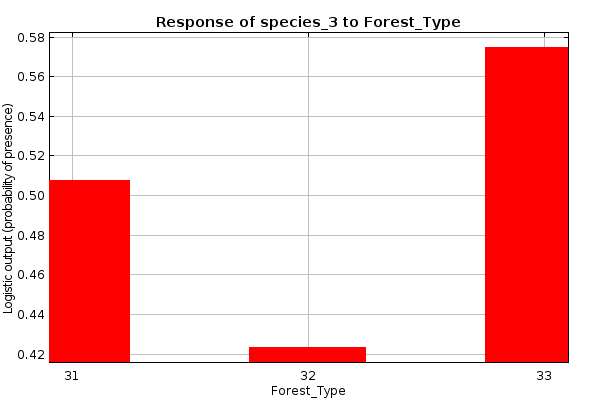 Response of species_3 to Forest_Type
Logistic output (probability of presence)
0.58
0.56
0.54
0.52
0.50
0.48
0.46
0.44
0.42
31 32 33
Forest_Type